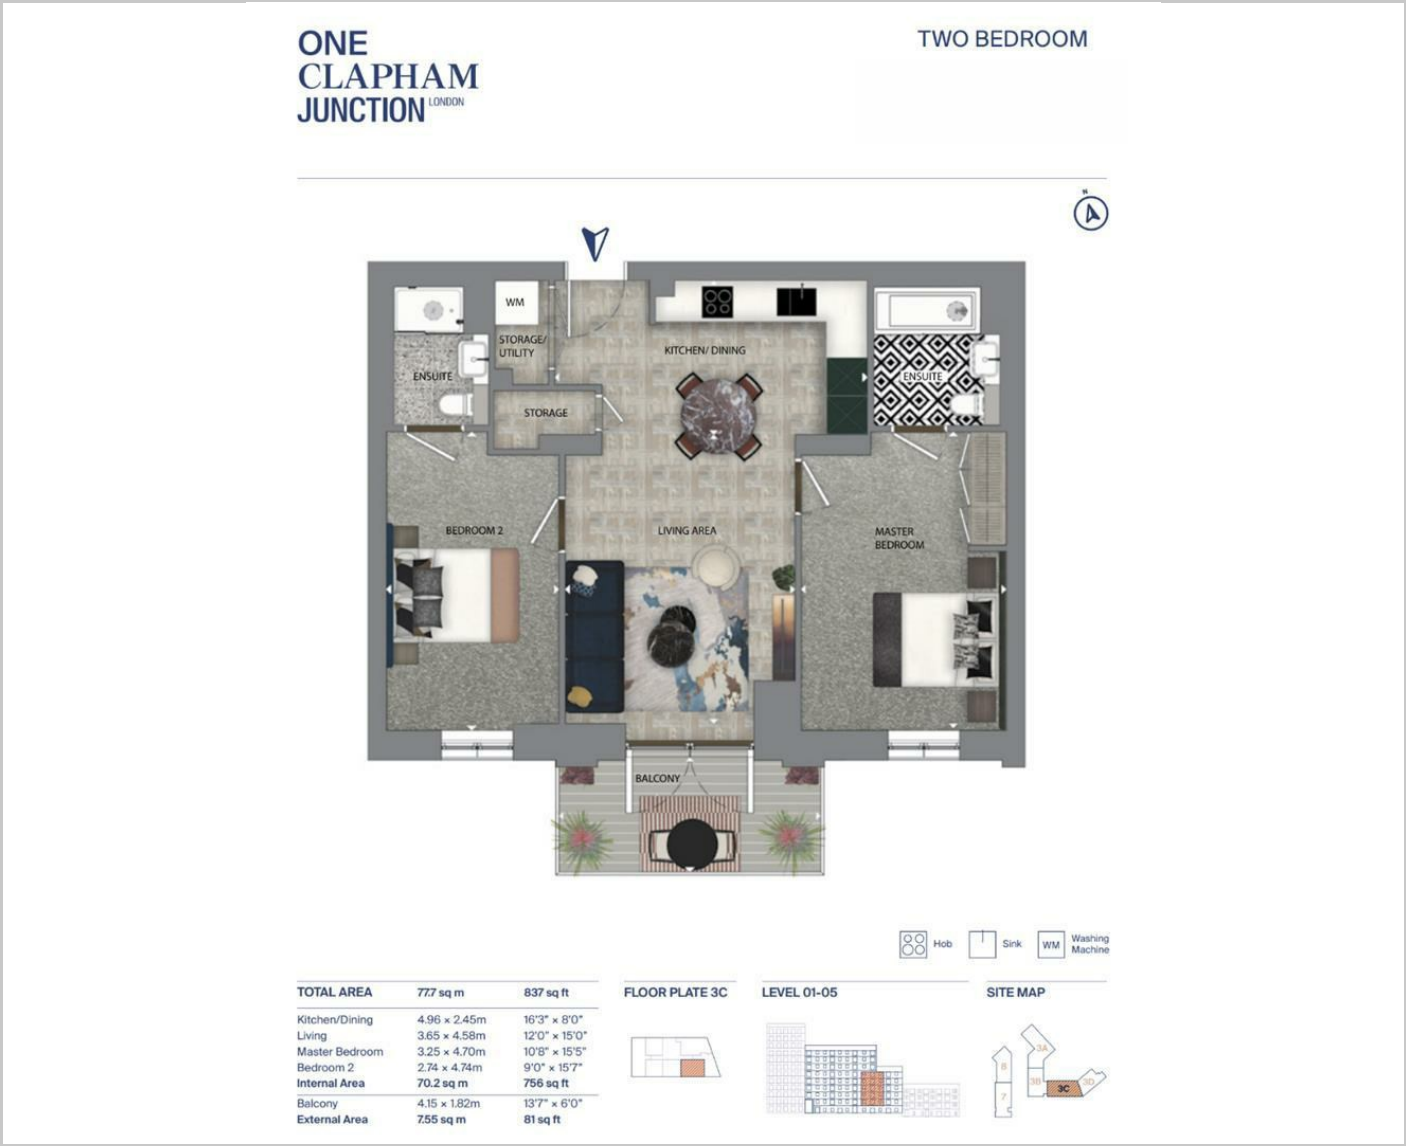 ONE
CLAPHAM
JUNCTION LONDON
TWO BEDROOM
N
WM
STORAGE/
UTILITY
KITCHEN/ DINING
ENSUITE
ENSUITE
STORAGE
BEDROOM 2
LIVING AREA
MASTER
BEDROOM
BALCONY
Hob
Sink
WM
Washing
Machine
TOTAL AREA 77.7 sq m 837 sq ft
Kitchen/Dining 4.96 × 2.45m 16'3" × 8'0"
Living 3.65 × 4.58m 12'0" × 15'0"
Master Bedroom 3.25 × 4.70m 10'8" × 15'5"
Bedroom 2 2.74 × 4.74m 9'0" × 15'7"
Internal Area 70.2 sq m 756 sq ft
Balcony 4.15 × 1.82m 13'7" × 6'0"
External Area 7.55 sq m 81 sq ft
FLOOR PLATE 3C
LEVEL 01-05
SITE MAP
3A
8
3B
3C
3D
7